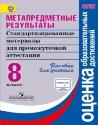 ФГОС
МЕТАПРЕДМЕТНЫЕ
РЕЗУЛЬТАТЫ
Стандартизированные
материалы
для промежуточной
аттестации
8
КЛАСС
Пособие
для учителя
оценка
образовательных
достижений